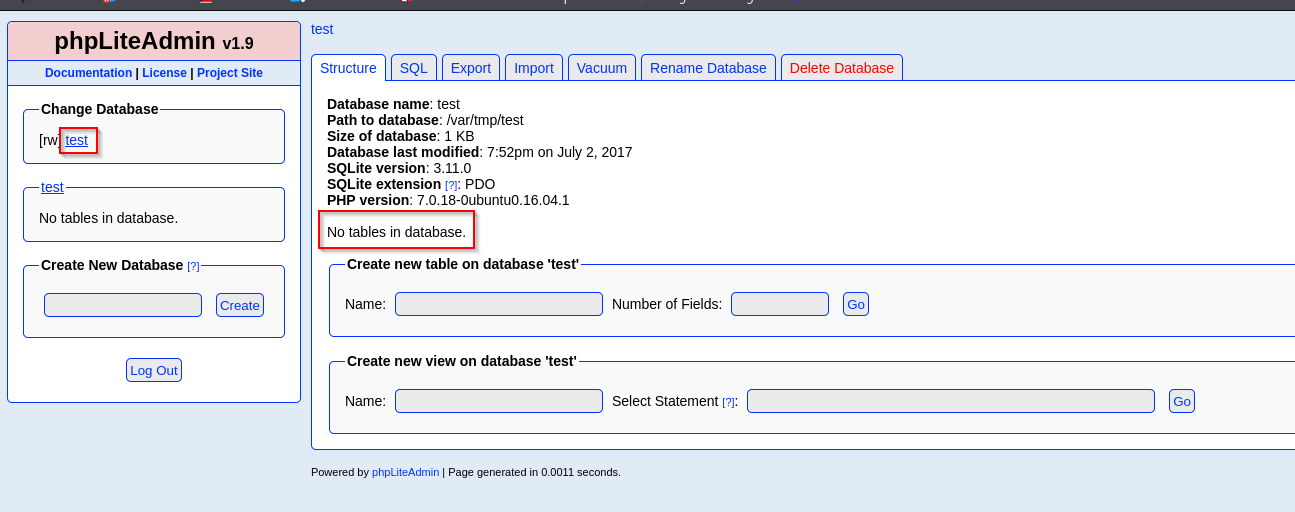 phpLiteAdmin v1.9
Documentation | License | Project Site
Change Database
[rw] test
test
No tables in database.
Create New Database [?]
Create
Log Out
test
Structure SQL Export Import Vacuum Rename Database Delete Database
Database name: test
Path to database: /var/tmp/test
Size of database: 1 KB
Database last modified: 7:52pm on July 2, 2017
SQLite version: 3.11.0
SQLite extension [?]: PDO
PHP version: 7.0.18-0ubuntu0.16.04.1
No tables in database.
Create new table on database 'test'
Name: Number of Fields: Go
Create new view on database 'test'
Name: Select Statement [?]: Go
Powered by phpLiteAdmin | Page generated in 0.0011 seconds.